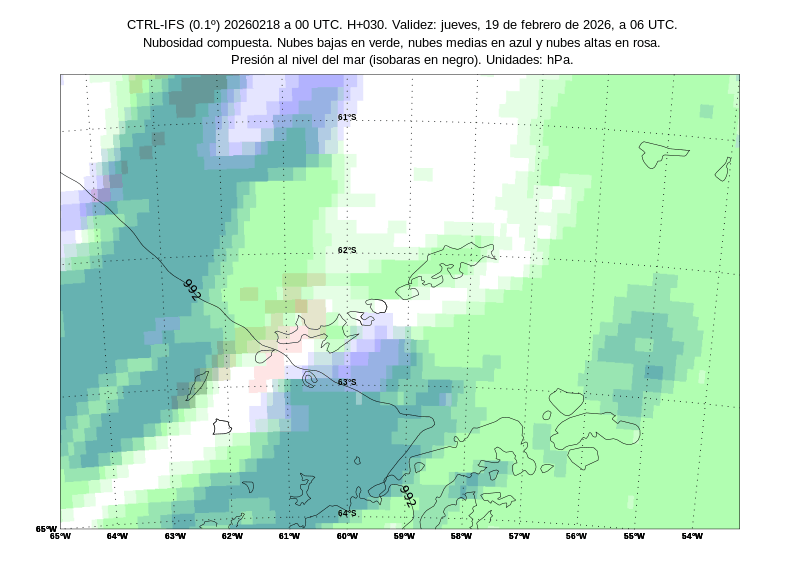 CTRL-IFS (0.1º) 20260218 a 00 UTC. H+030. Validez: jueves, 19 de febrero de 2026, a 06 UTC.
Nubosidad compuesta. Nubes bajas en verde, nubes medias en azul y nubes altas en rosa.
Presión al nivel del mar (isobaras en negro). Unidades: hPa.
61°S
62°S
992
63°S
992
64°S
65°W
65°W 64°W 63°W 62°W 61°W 60°W 59°W 58°W 57°W 56°W 55°W 54°W